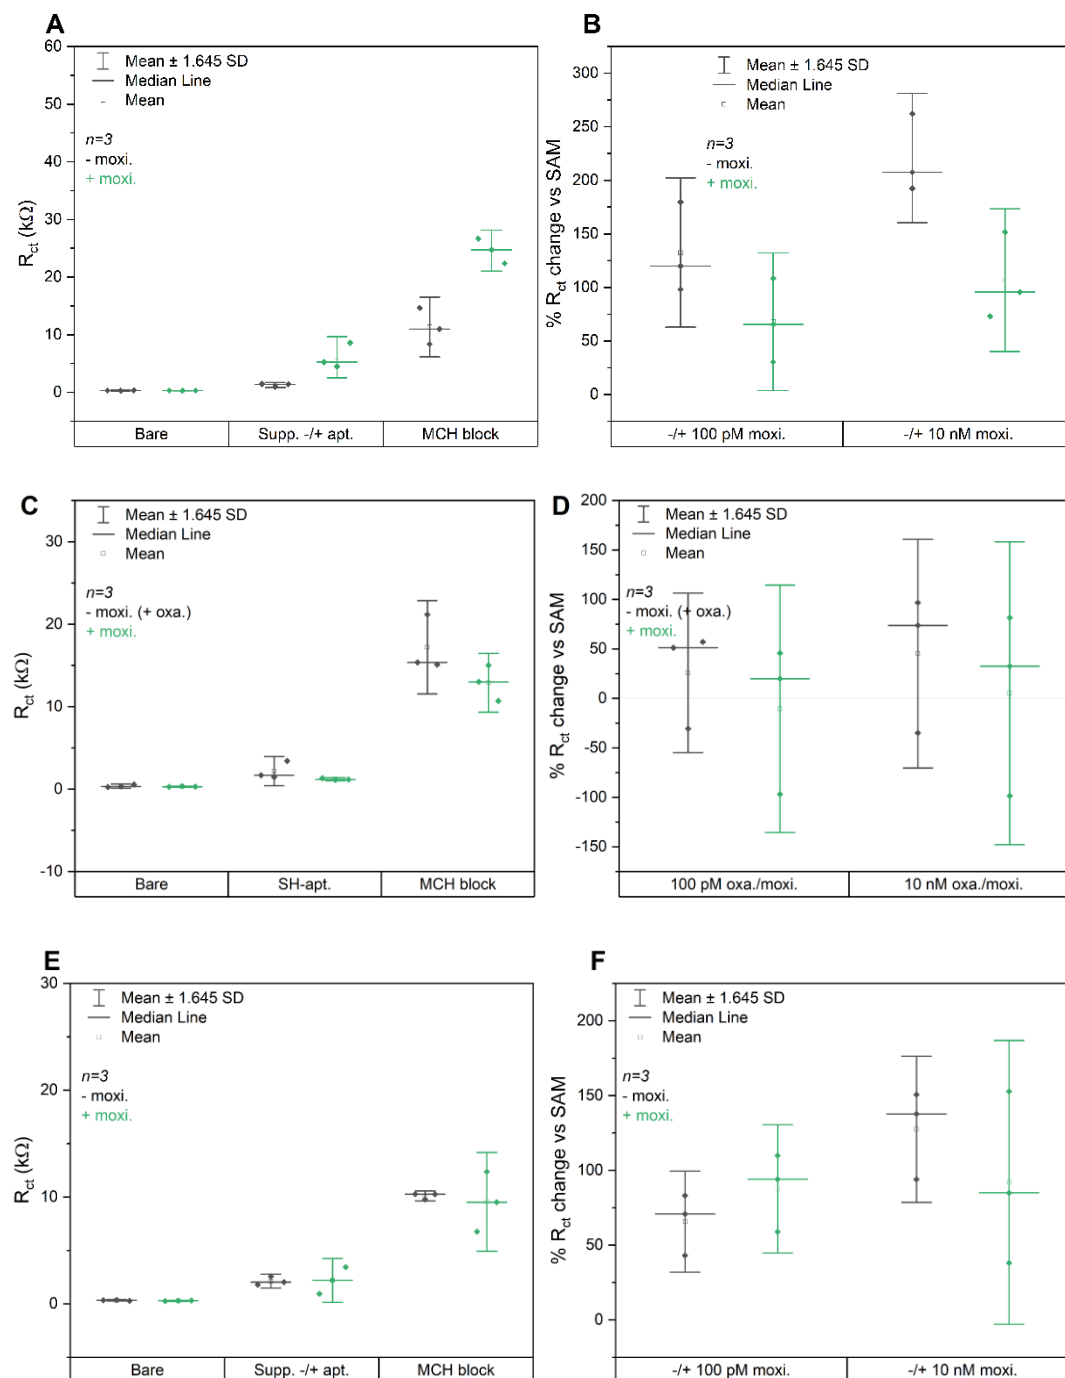 A
60
50
40
30
20
10
0
R_ct (kΩ)
Mean ± 1.645 SD
Median Line
Mean
n=3
- moxi.
+ moxi.
Bare
Supp. -/+ apt.
MCH block
B
300
250
200
150
100
50
0
% R_ct change vs SAM
Mean ± 1.645 SD
Median Line
Mean
n=3
- moxi.
+ moxi.
-/+ 100 pM moxi.
-/+ 10 nM moxi.
C
30
20
10
0
-10
R_ct (kΩ)
Mean ± 1.645 SD
Median Line
Mean
n=3
- moxi. (+ oxa.)
+ moxi.
Bare
SH-apt.
MCH block
D
200
150
100
50
0
-50
-100
-150
% R_ct change vs SAM
Mean ± 1.645 SD
Median Line
Mean
n=3
- moxi. (+ oxa.)
+ moxi.
100 pM oxa./moxi.
10 nM oxa./moxi.
E
30
20
10
0
R_ct (kΩ)
Mean ± 1.645 SD
Median Line
Mean
n=3
- moxi.
+ moxi.
Bare
Supp. -/+ apt.
MCH block
F
200
150
100
50
0
% R_ct change vs SAM
Mean ± 1.645 SD
Median Line
Mean
n=3
- moxi.
+ moxi.
-/+ 100 pM moxi.
-/+ 10 nM moxi.